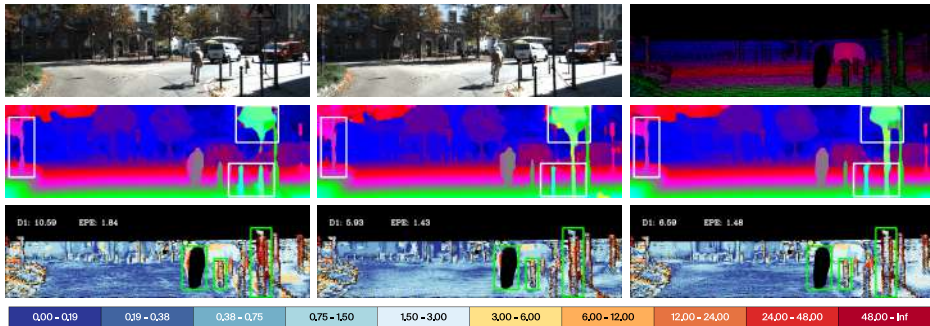 D1: 10.59 EPE: 1.84
D1: 5.93 EPE: 1.43
D1: 6.59 EPE: 1.48
0,00 - 0,19
0,19 - 0,38
0,38 - 0,75
0,75 - 1,50
1,50 - 3,00
3,00 - 6,00
6,00 - 12,00
12,00 - 24,00
24,00 - 48,00
48,00 - Inf